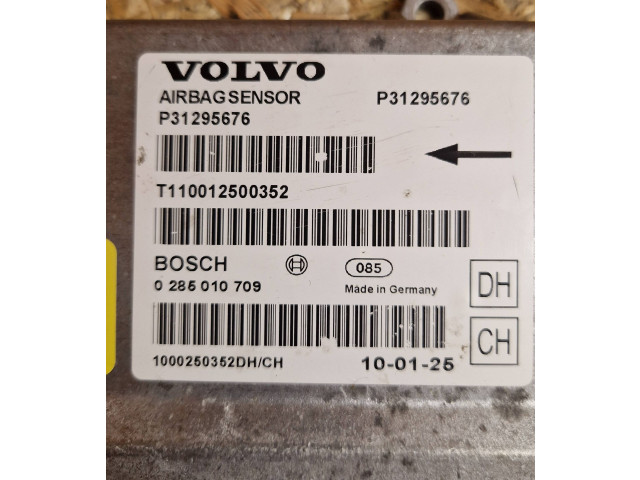 VOLVO
AIRBAGSENSOR P31295676
P31295676
T110012500352
BOSCH 085
0 285 010 709 Made in Germany
DH
CH
1000250352DH/CH 10-01-25